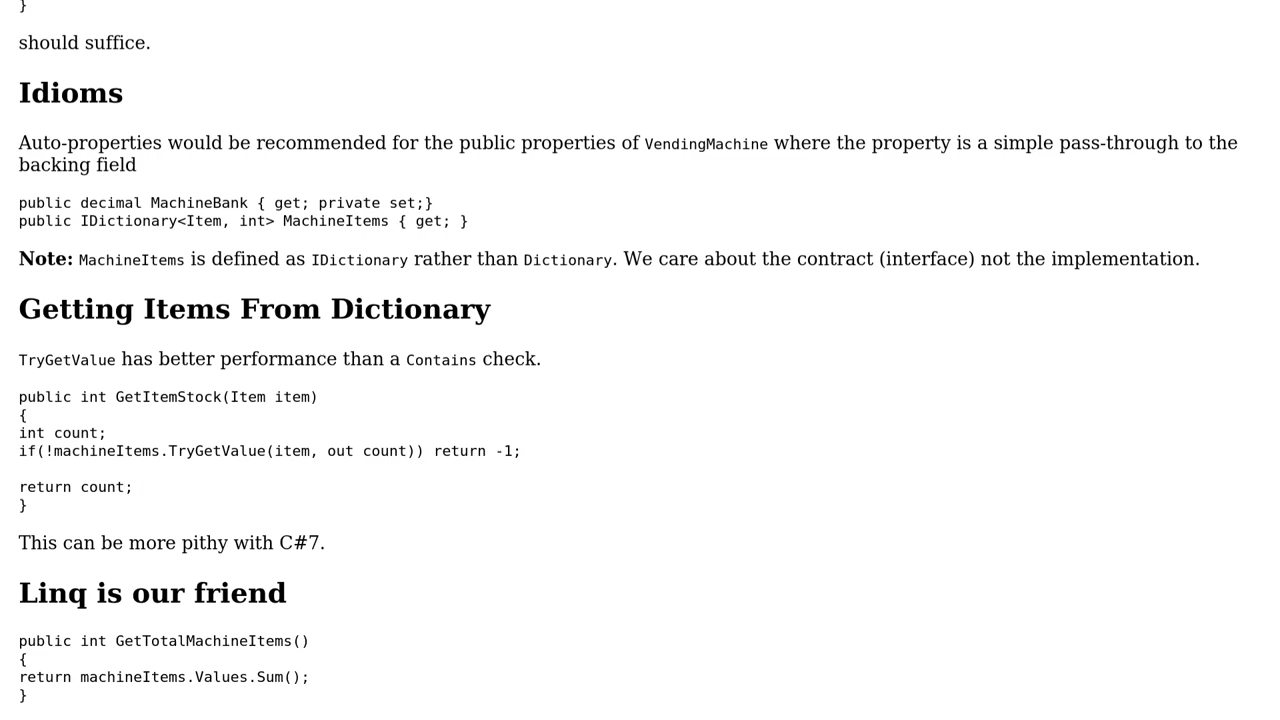 }
should suffice.
Idioms
Auto-properties would be recommended for the public properties of VendingMachine where the property is a simple pass-through to the
backing field
public decimal MachineBank { get; private set;}
public IDictionary<Item, int> MachineItems { get; }
Note: MachineItems is defined as IDictionary rather than Dictionary. We care about the contract (interface) not the implementation.
Getting Items From Dictionary
TryGetValue has better performance than a Contains check.
public int GetItemStock(Item item)
{
int count;
if(!machineItems.TryGetValue(item, out count)) return -1;
return count;
}
This can be more pithy with C#7.
Linq is our friend
public int GetTotalMachineItems()
{
return machineItems.Values.Sum();
}